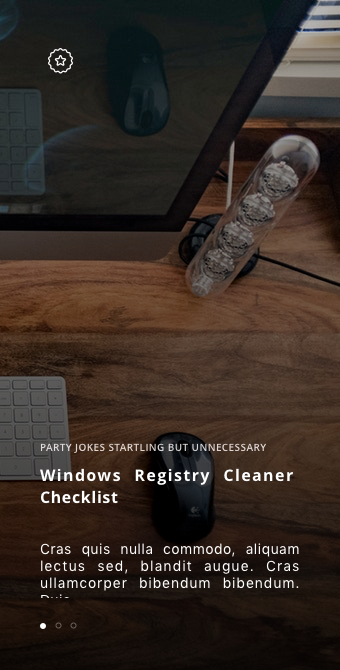 PARTY JOKES STARTLING BUT UNNECESSARY
Windows Registry Cleaner
Checklist
Cras quis nulla commodo, aliquam
lectus sed, blandit augue. Cras
ullamcorper bibendum bibendum.
Duis